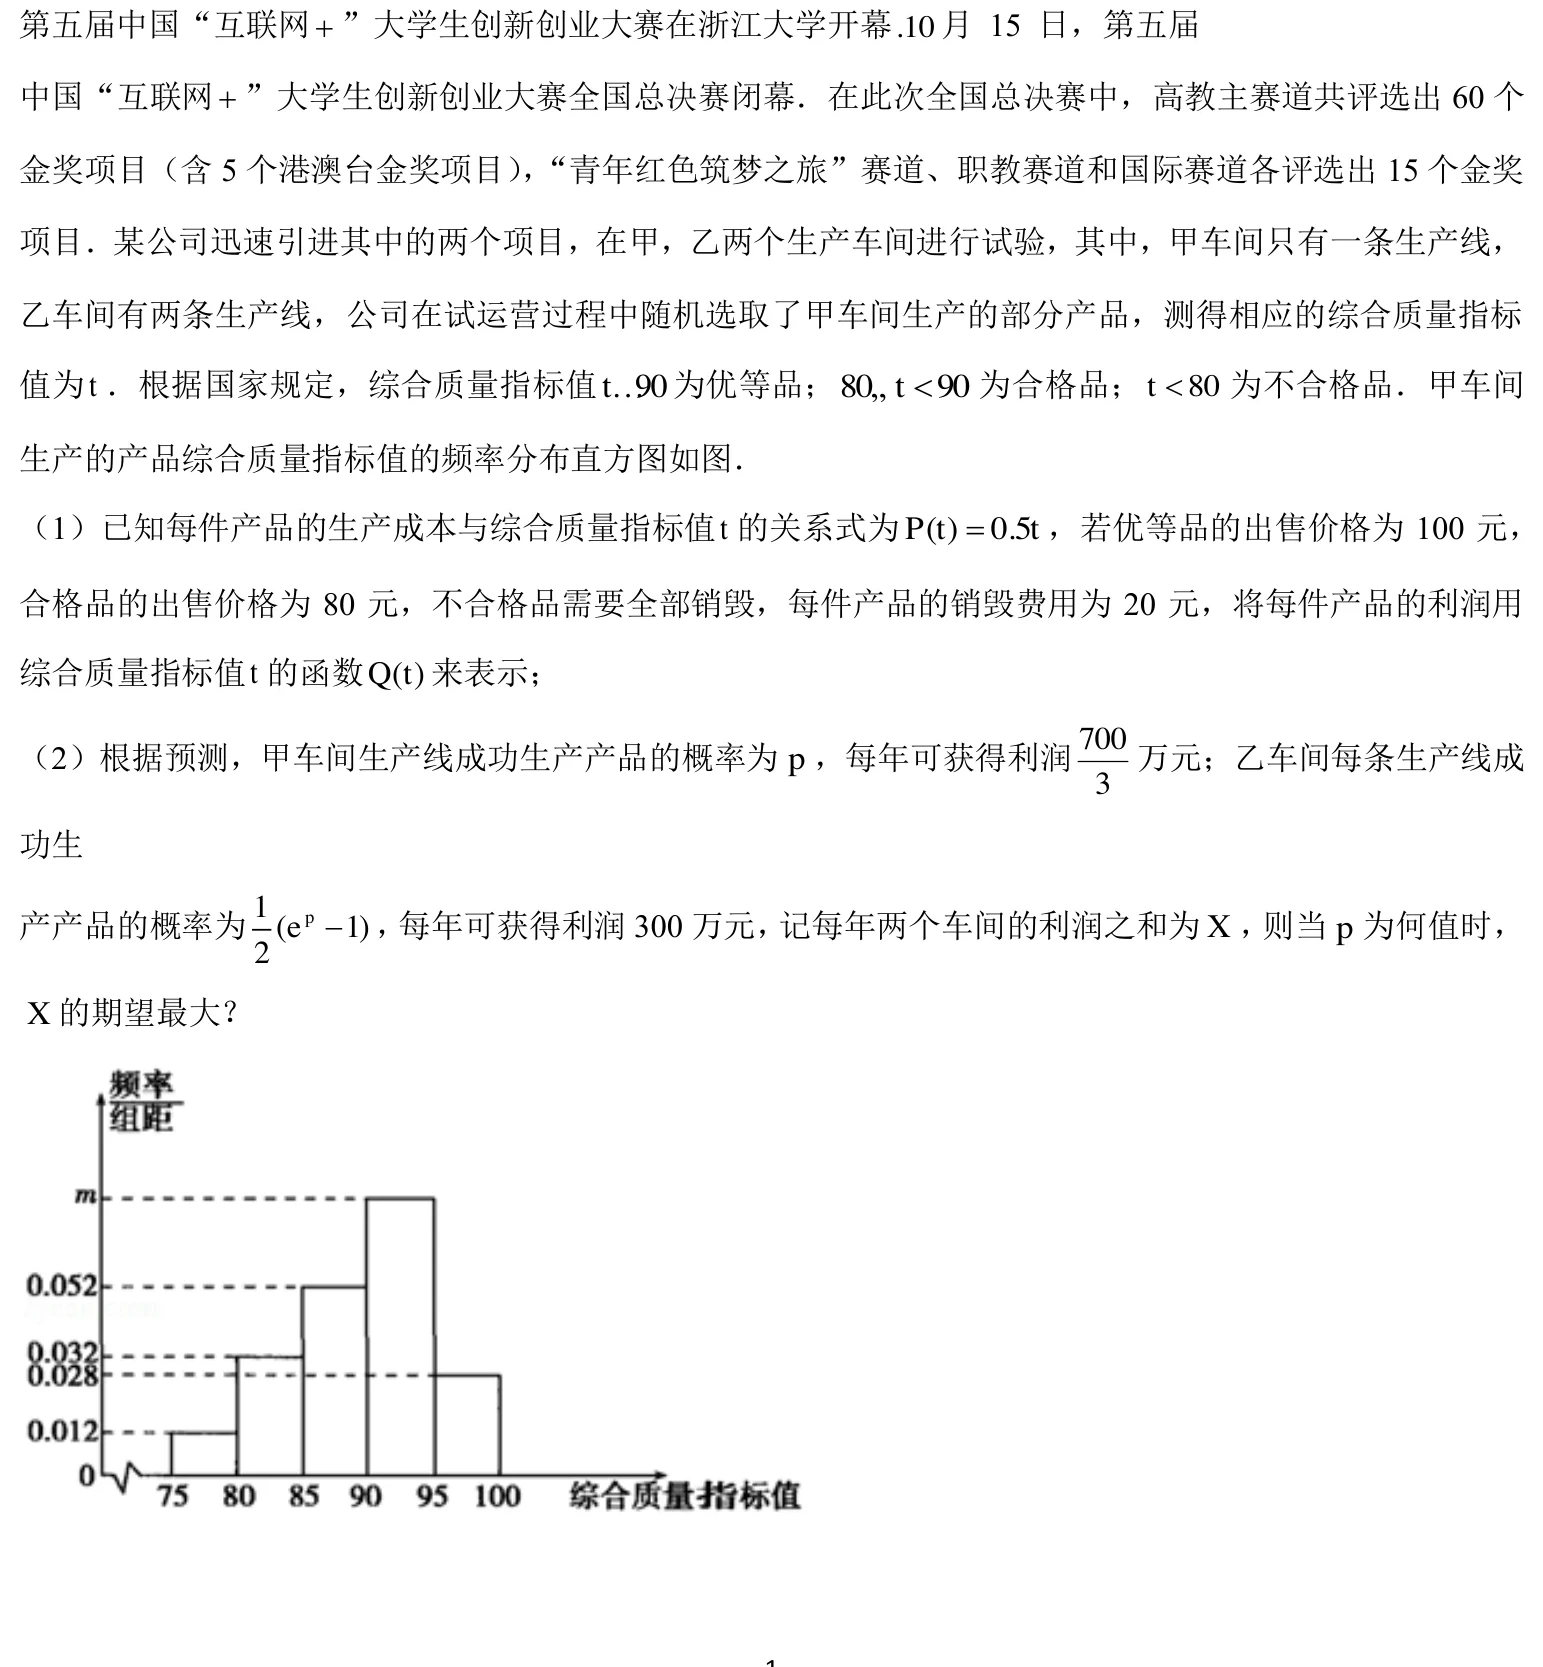 第五届中国“互联网+”大学生创新创业大赛在浙江大学开幕.10月 15 日，第五届
中国“互联网+”大学生创新创业大赛全国总决赛闭幕．在此次全国总决赛中，高教主赛道共评选出 60 个
金奖项目（含 5 个港澳台金奖项目），“青年红色筑梦之旅”赛道、职教赛道和国际赛道各评选出 15 个金奖
项目．某公司迅速引进其中的两个项目，在甲，乙两个生产车间进行试验，其中，甲车间只有一条生产线，
乙车间有两条生产线，公司在试运营过程中随机选取了甲车间生产的部分产品，测得相应的综合质量指标
值为t．根据国家规定，综合质量指标值t…90为优等品；80,, t < 90 为合格品；t < 80 为不合格品．甲车间
生产的产品综合质量指标值的频率分布直方图如图．
（1）已知每件产品的生产成本与综合质量指标值t 的关系式为P(t) = 0.5t，若优等品的出售价格为 100 元，
合格品的出售价格为 80 元，不合格品需要全部销毁，每件产品的销毁费用为 20 元，将每件产品的利润用
综合质量指标值t 的函数Q(t) 来表示；
（2）根据预测，甲车间生产线成功生产产品的概率为 p，每年可获得利润 700/3 万元；乙车间每条生产线成
功生
产产品的概率为 1/2 (e^p − 1)，每年可获得利润 300 万元，记每年两个车间的利润之和为 X，则当 p 为何值时，
X 的期望最大？
频率
组距
m
0.052
0.032
0.028
0.012
0
75 80 85 90 95 100 综合质量指标值
1